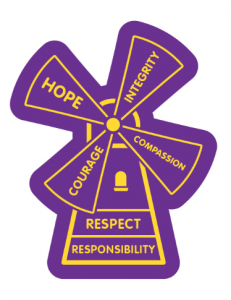 HOPE
INTEGRITY
COURAGE
COMPASSION
RESPECT
RESPONSIBILITY